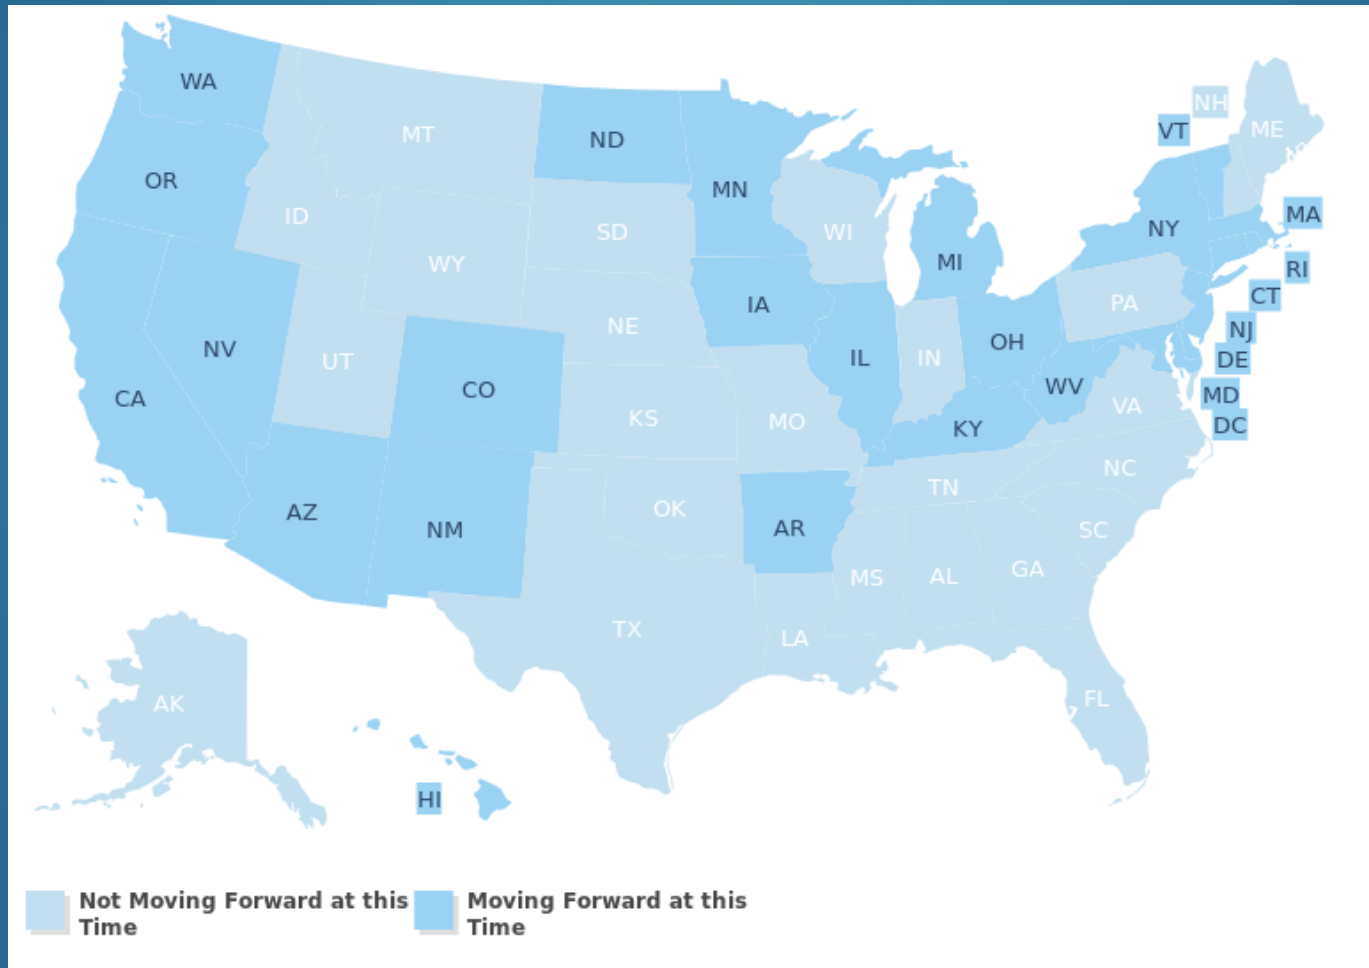 WA
MT
ND
MN
OR
ID
SD
WI
WY
MI
NY
VT
NH
ME
MA
RI
CT
NJ
DE
MD
DC
IA
NE
PA
NV
UT
CO
IL
IN
OH
CA
KS
MO
KY
WV
VA
AZ
NM
OK
AR
TN
NC
SC
MS
AL
GA
TX
LA
FL
AK
HI
Not Moving Forward at this
Time
Moving Forward at this
Time